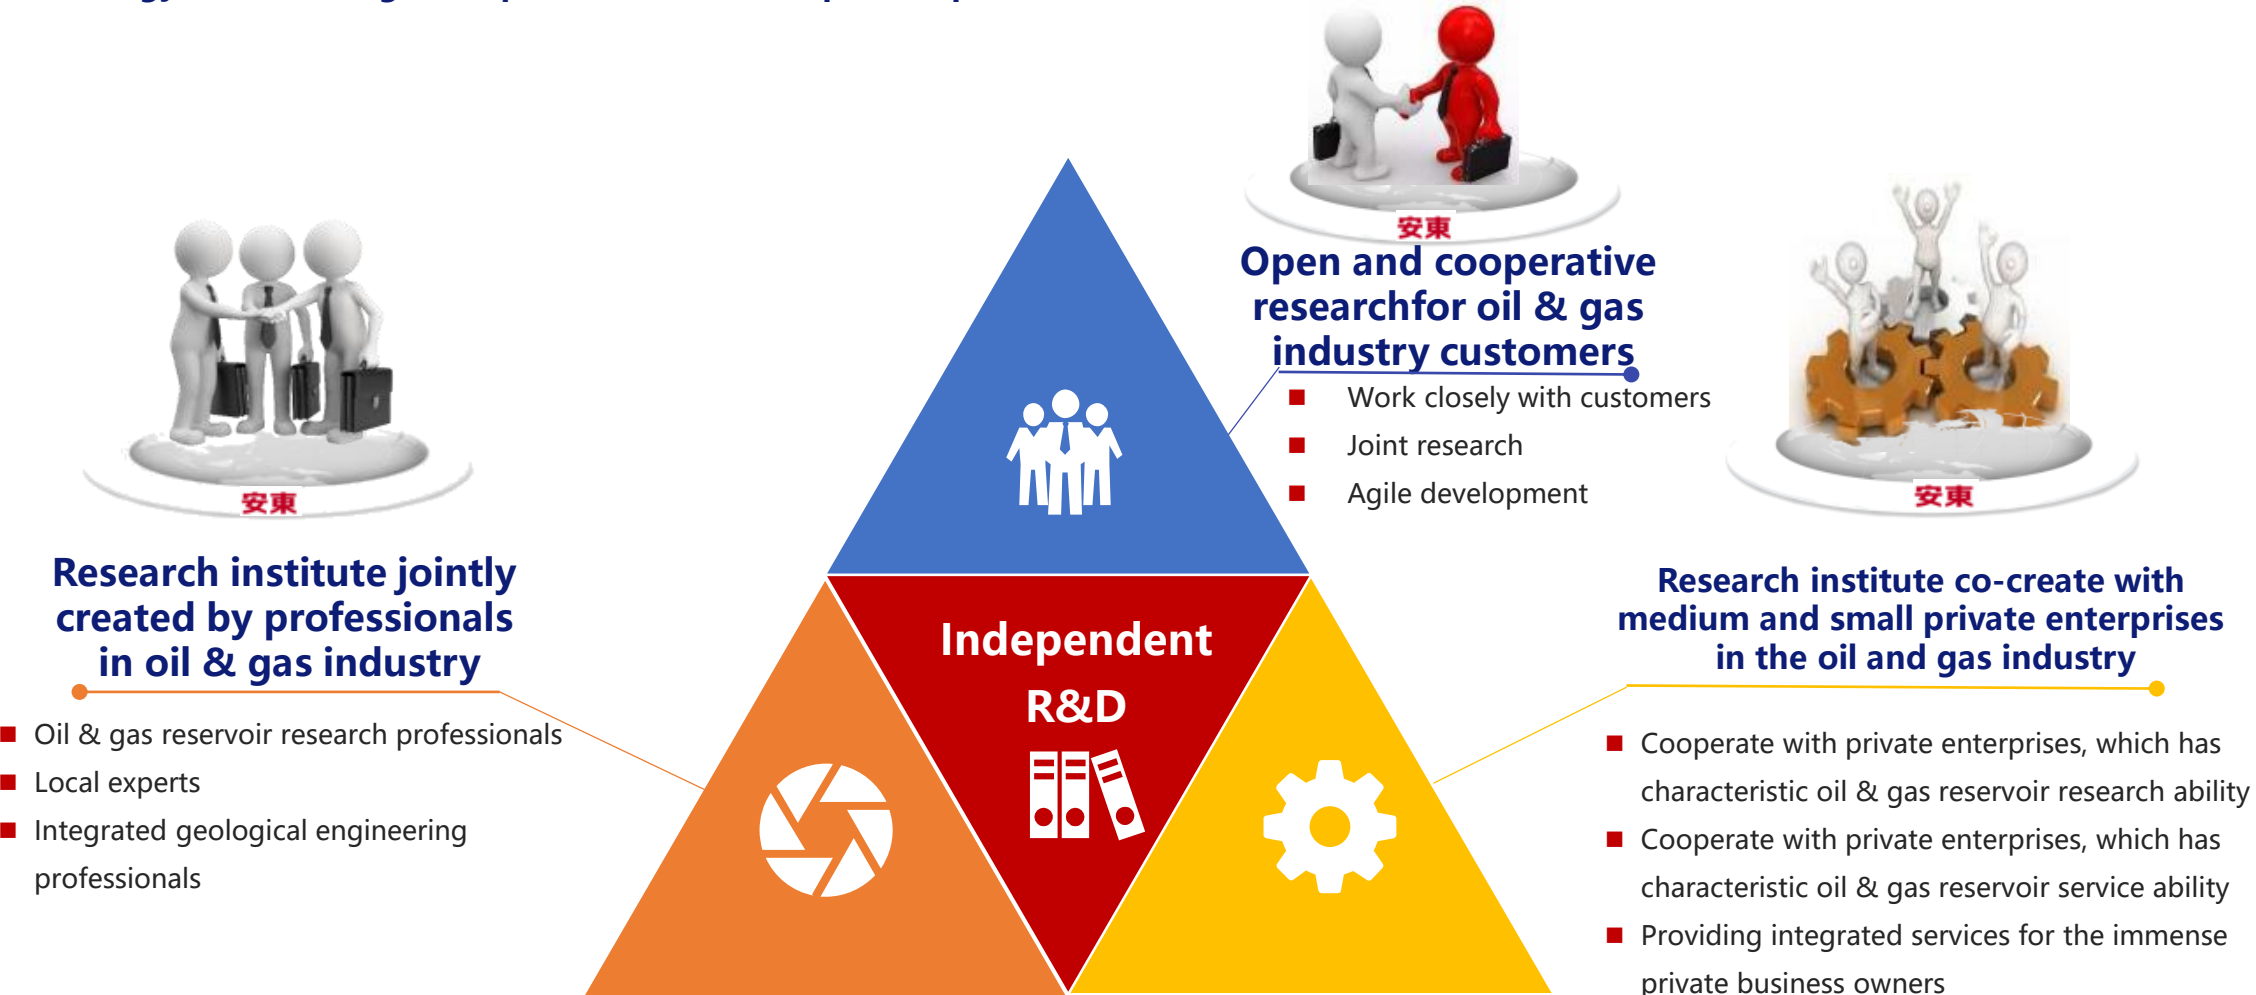 安東
Open and cooperative
researchfor oil & gas
industry customers
Work closely with customers
Joint research
Agile development
安東
Research institute jointly
created by professionals
in oil & gas industry
Oil & gas reservoir research professionals
Local experts
Integrated geological engineering
professionals
Independent
R&D
安東
Research institute co-create with
medium and small private enterprises
in the oil and gas industry
Cooperate with private enterprises, which has
characteristic oil & gas reservoir research ability
Cooperate with private enterprises, which has
characteristic oil & gas reservoir service ability
Providing integrated services for the immense
private business owners